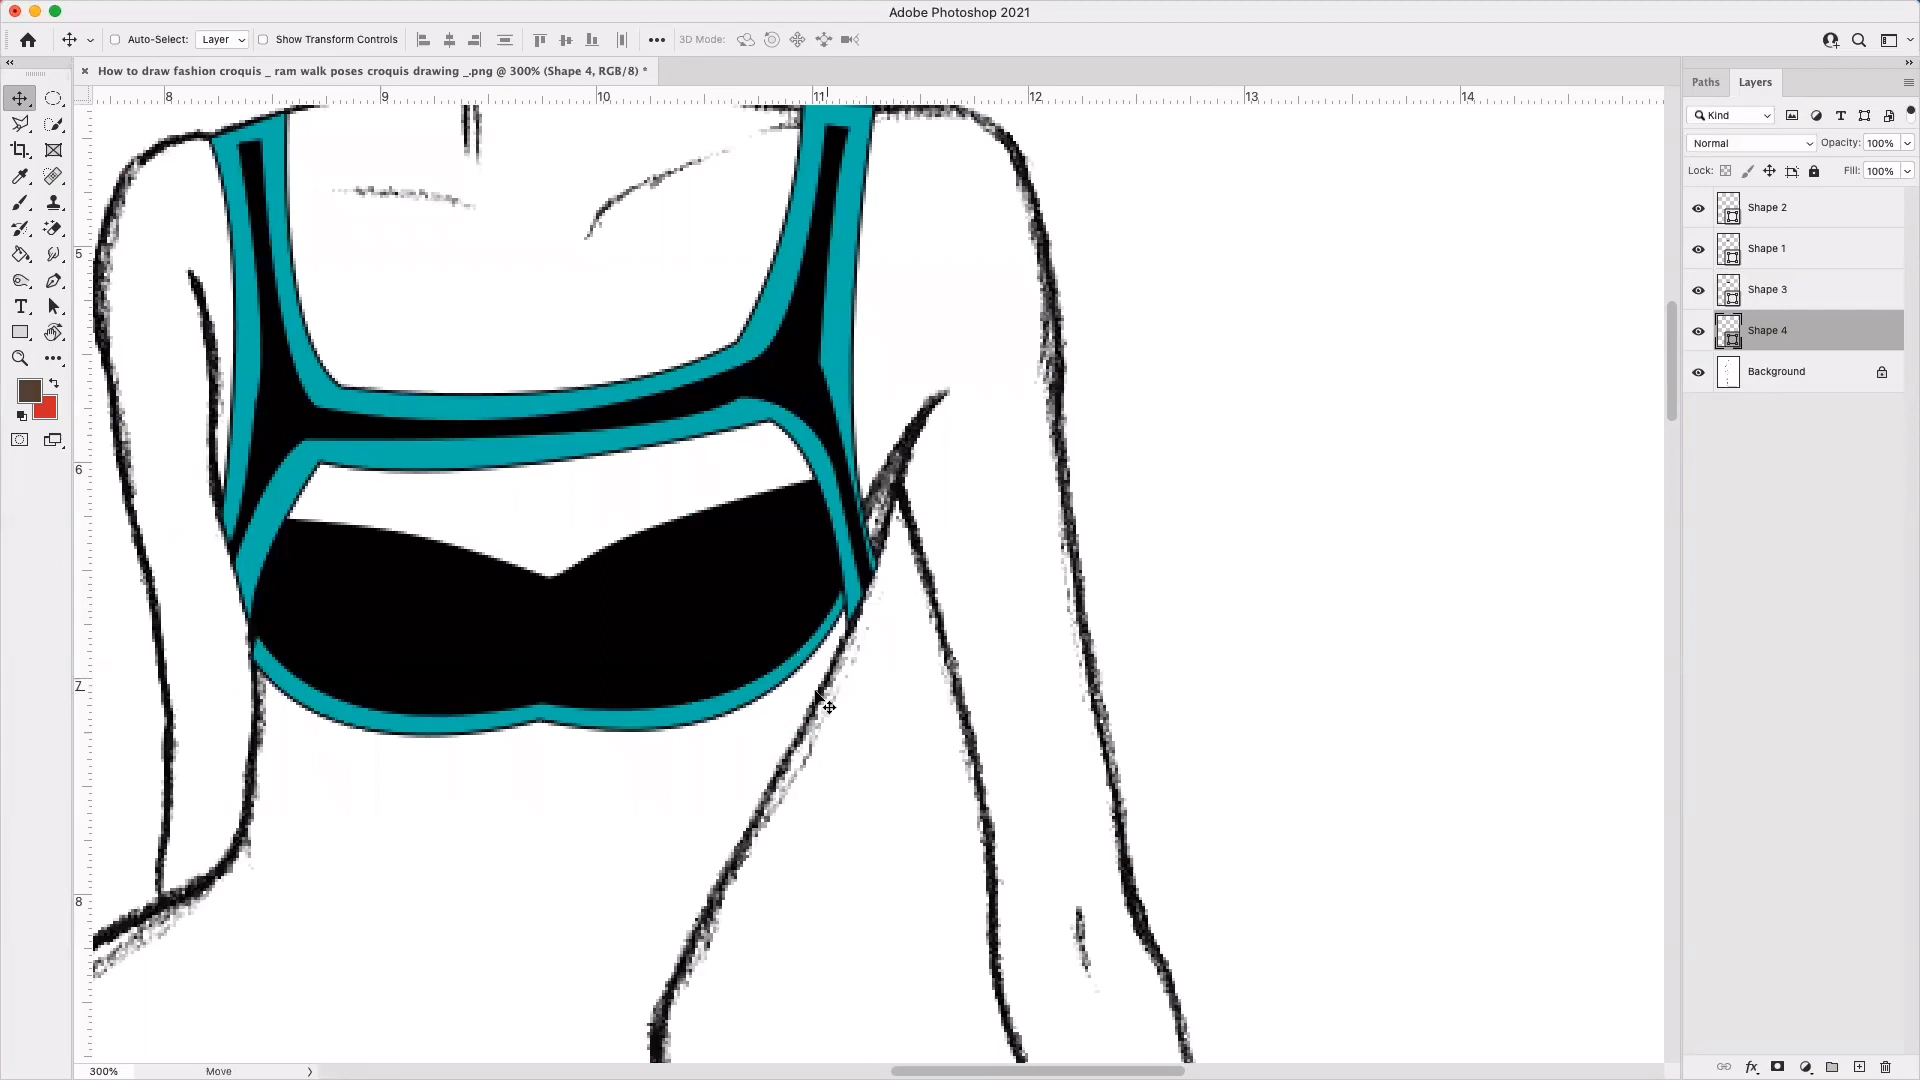 Adobe Photoshop 2021
Auto-Select: Layer Show Transform Controls 3D Mode:
How to draw fashion croquis _ ram walk poses croquis drawing _.png @ 300% (Shape 4, RGB/8) *
8 9 10 11 12 13 14
5
6
7
8
Paths Layers
Kind
Normal Opacity: 100%
Lock: Fill: 100%
Shape 2
Shape 1
Shape 3
Shape 4
Background
300% Move